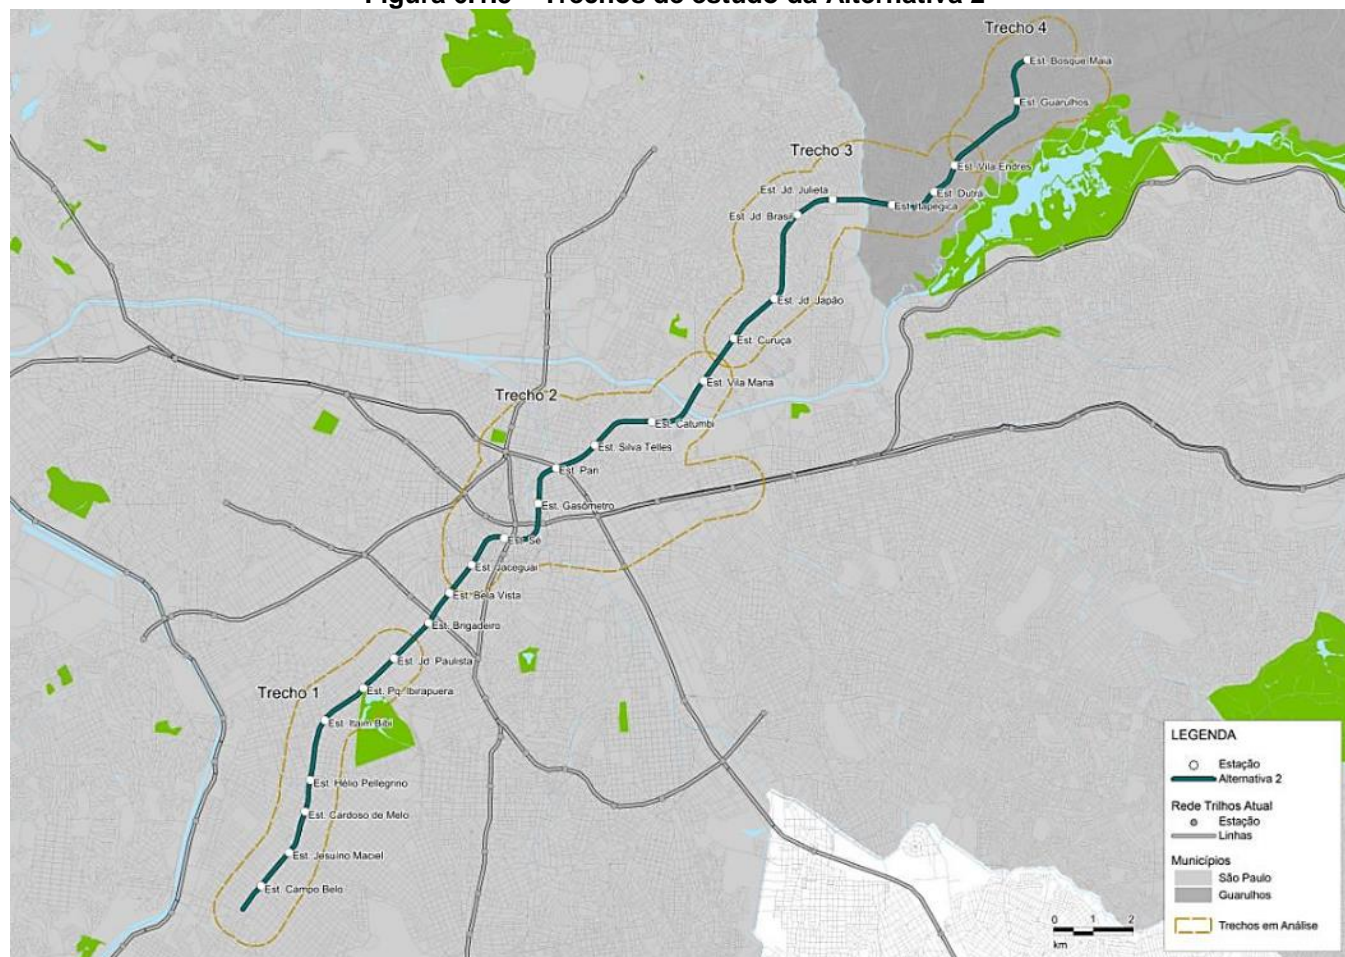 Trechos de estudo da Alternativa 2
Trecho 4
Est. Bosque Maia
Est. Guarulhos
Trecho 3
Est. Vila Endres
Est. Jd. Julieta
Est. Dutra
Est. Itapegica
Est. Jd. Brasil
Est. Jd. Japão
Est. Curuçá
Est. Vila Maria
Trecho 2
Est. Catumbi
Est. Silva Telles
Est. Pari
Est. Gasômetro
Est. Sé
Est. Jaceguai
Est. Bela Vista
Est. Brigadeiro
Est. Jd. Paulista
Trecho 1
Est. Pq. Ibirapuera
Est. Itaim Bibi
Est. Hélio Pellegrino
Est. Cardoso de Melo
Est. Jesuíno Maciel
Est. Campo Belo
LEGENDA
Estação
Alternativa 2
Rede Trilhos Atual
Estação
Linhas
Municípios
São Paulo
Guarulhos
Trechos em Análise
0 1 2
km